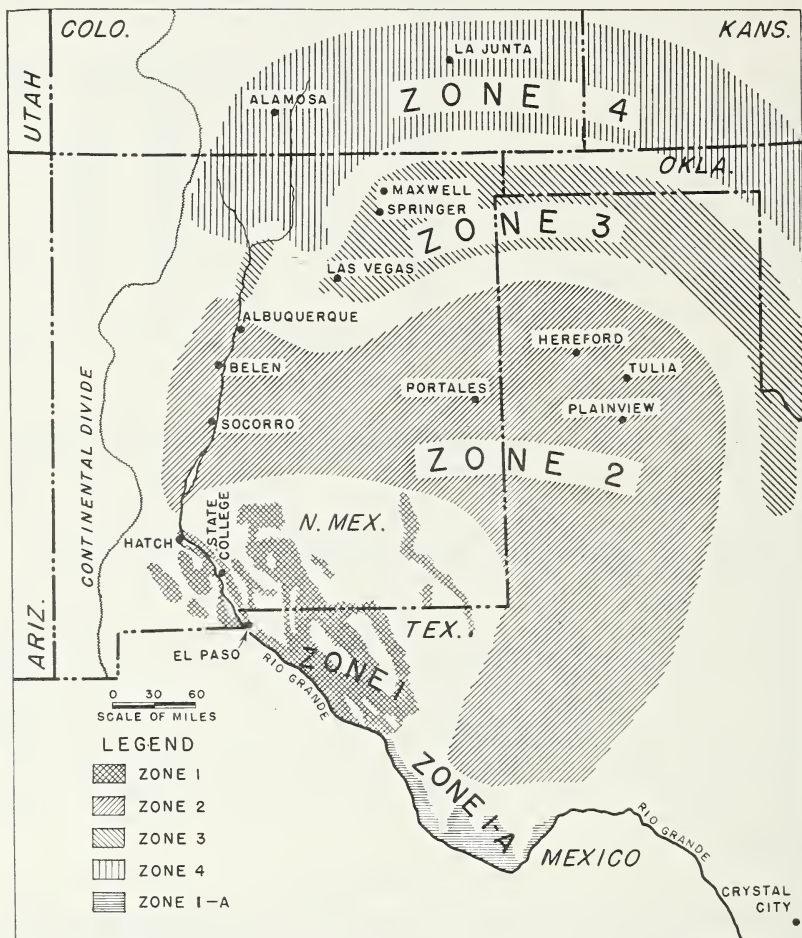 COLO.
KANS.
UTAH
LA JUNTA
ALAMOSA
ZONE 4
OKLA.
MAXWELL
SPRINGER
ZONE 3
LAS VEGAS
ALBUQUERQUE
HEREFORD
BELEN
TULIA
PORTALES
PLAINVIEW
SOCORRO
ZONE 2
CONTINENTAL DIVIDE
STATE
COLLEGE
N. MEX.
HATCH
ARIZ.
TEX.
EL PASO
RIO GRANDE
ZONE 1
0 30 60
SCALE OF MILES
LEGEND
ZONE 1
ZONE 2
ZONE 3
ZONE 4
ZONE I-A
ZONE I-A
MEXICO
RIO GRANDE
CRYSTAL
CITY